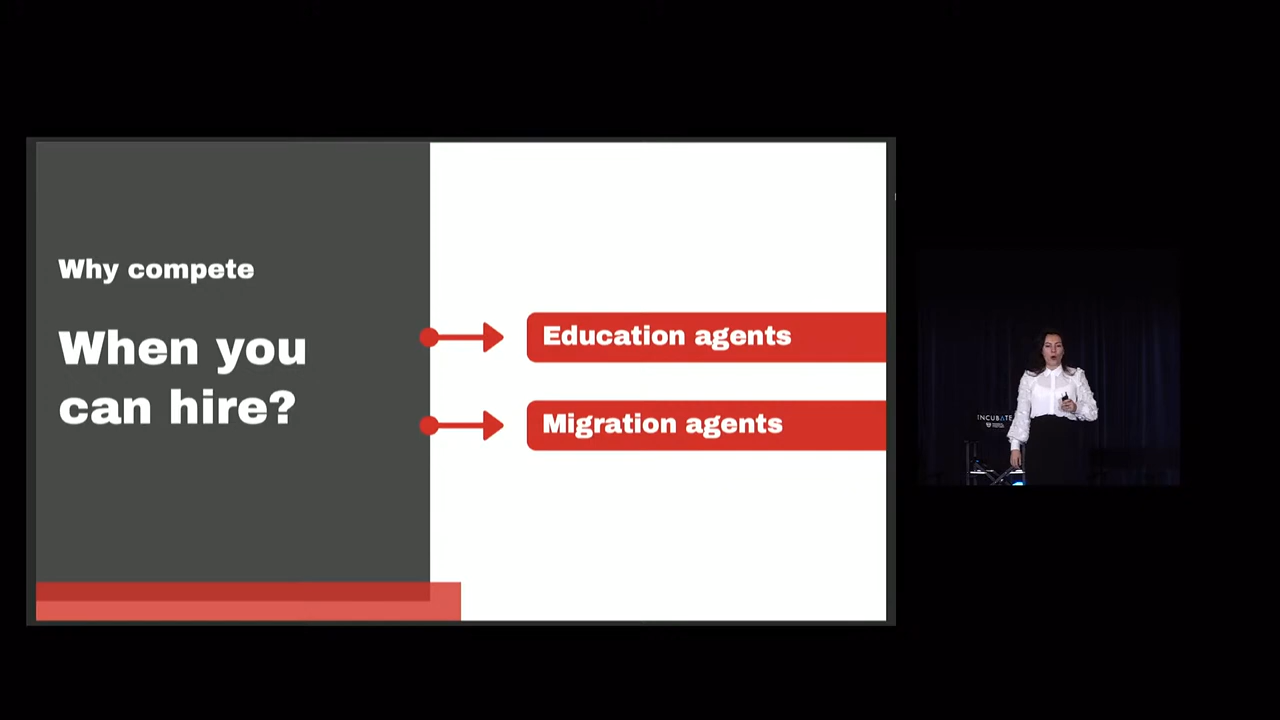 Why compete
When you
can hire?
Education agents
Migration agents
INCUBATE